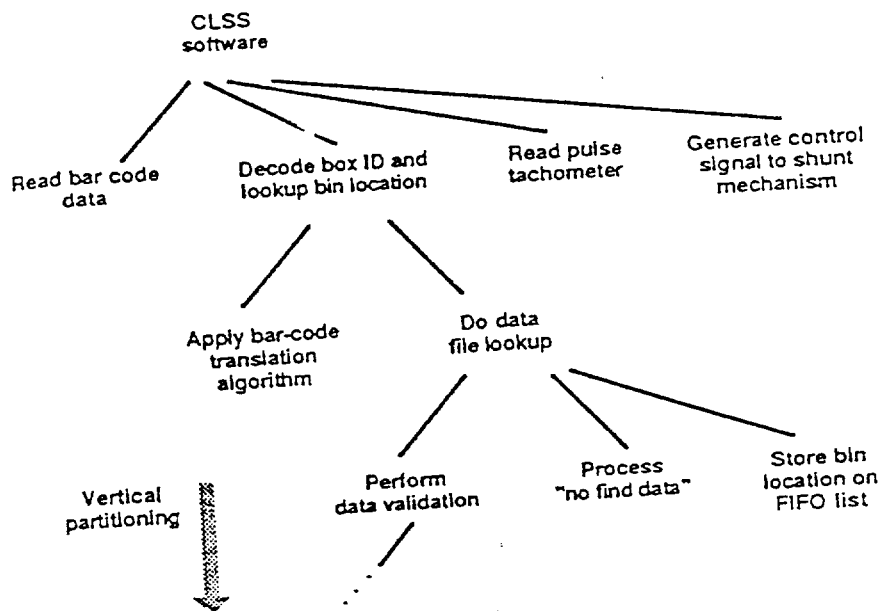 CLSS
software
Read bar code
data
Decode box ID and
lookup bin location
Read pulse
tachometer
Generate control
signal to shunt
mechanism
Apply bar-code
translation
algorithm
Do data
file lookup
Vertical
partitioning
Perform
data validation
Process
"no find data"
Store bin
location on
FIFO list